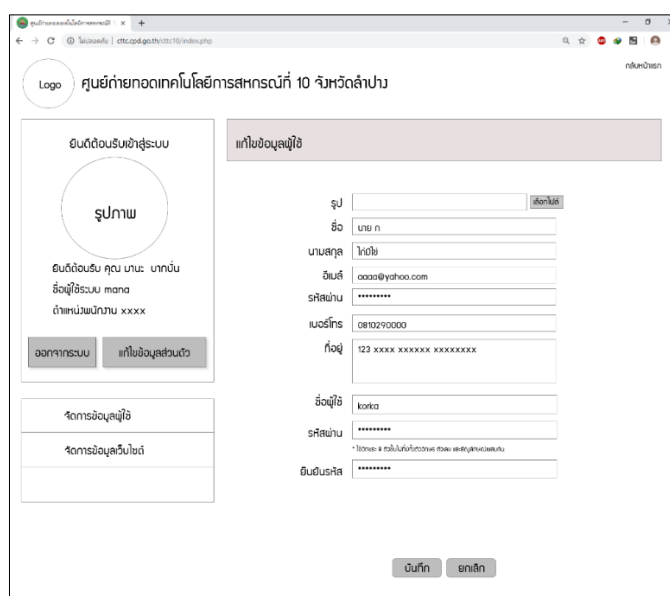 ศูนย์ถ่ายทอดเทคโนโลยีการสหกรณ์ที่
ไม่ปลอดภัย | cttc.cpd.go.th/cttc10/index.php
กลับหน้าแรก
Logo
ศูนย์ถ่ายทอดเทคโนโลยีการสหกรณ์ที่ 10 จังหวัดลำปาง
ยินดีต้อนรับเข้าสู่ระบบ
รูปภาพ
ยินดีต้อนรับ คุณ มานะ บากบั่น
ชื่อผู้ใช้ระบบ mana
ตำแหน่งพนักงาน xxxx
ออกจากระบบ
แก้ไขข้อมูลส่วนตัว
จัดการข้อมูลผู้ใช้
จัดการข้อมูลเว็บไซต์
แก้ไขข้อมูลผู้ใช้
รูป
เลือกไฟล์
ชื่อ นาย ก
นามสกุล ไก่มีไข่
อีเมล์ aaaa@yahoo.com
รหัสผ่าน •••••••••
เบอร์โทร 0810290000
ที่อยู่ 123 xxxx xxxxxx xxxxxxxx
ชื่อผู้ใช้ korka
รหัสผ่าน •••••••••
ยืนยันรหัส •••••••••
บันทึก
ยกเลิก